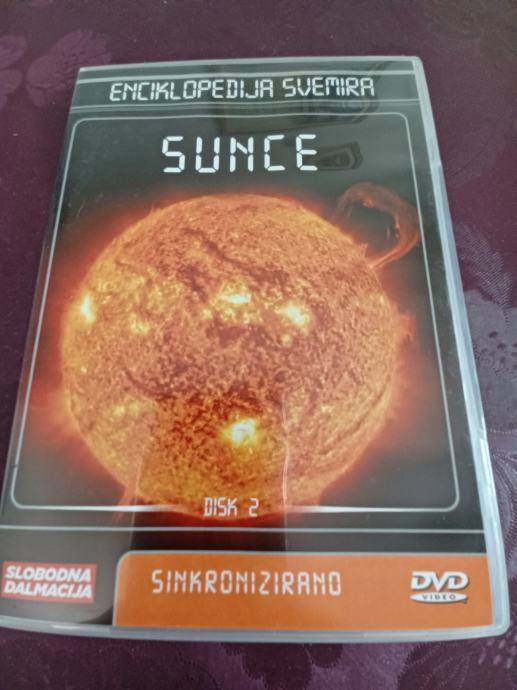 ENCIKLOPEDIJA SVEMIRA
SUNCE
DISK 2
SLOBODNA
DALMACIJA
SINKRONIZIRANO
DVD
VIDEO